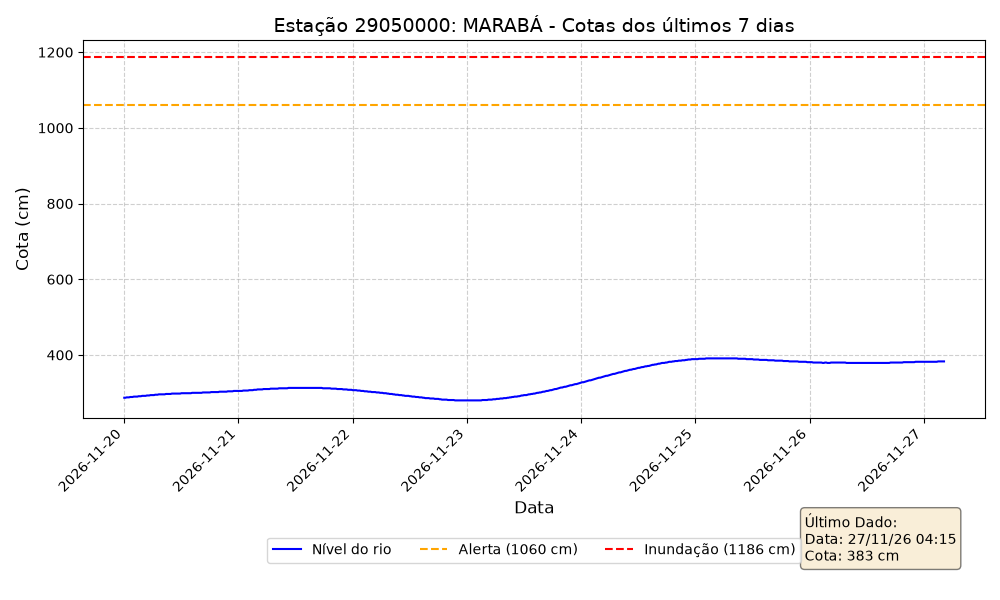 Estação 29050000: MARABÁ - Cotas dos últimos 7 dias
1200
1000
800
600
400
Cota (cm)
2026-11-20
2026-11-21
2026-11-22
2026-11-23
2026-11-24
2026-11-25
2026-11-26
2026-11-27
Data
Nível do rio
Alerta (1060 cm)
Inundação (1186 cm)
Último Dado:
Data: 27/11/26 04:15
Cota: 383 cm